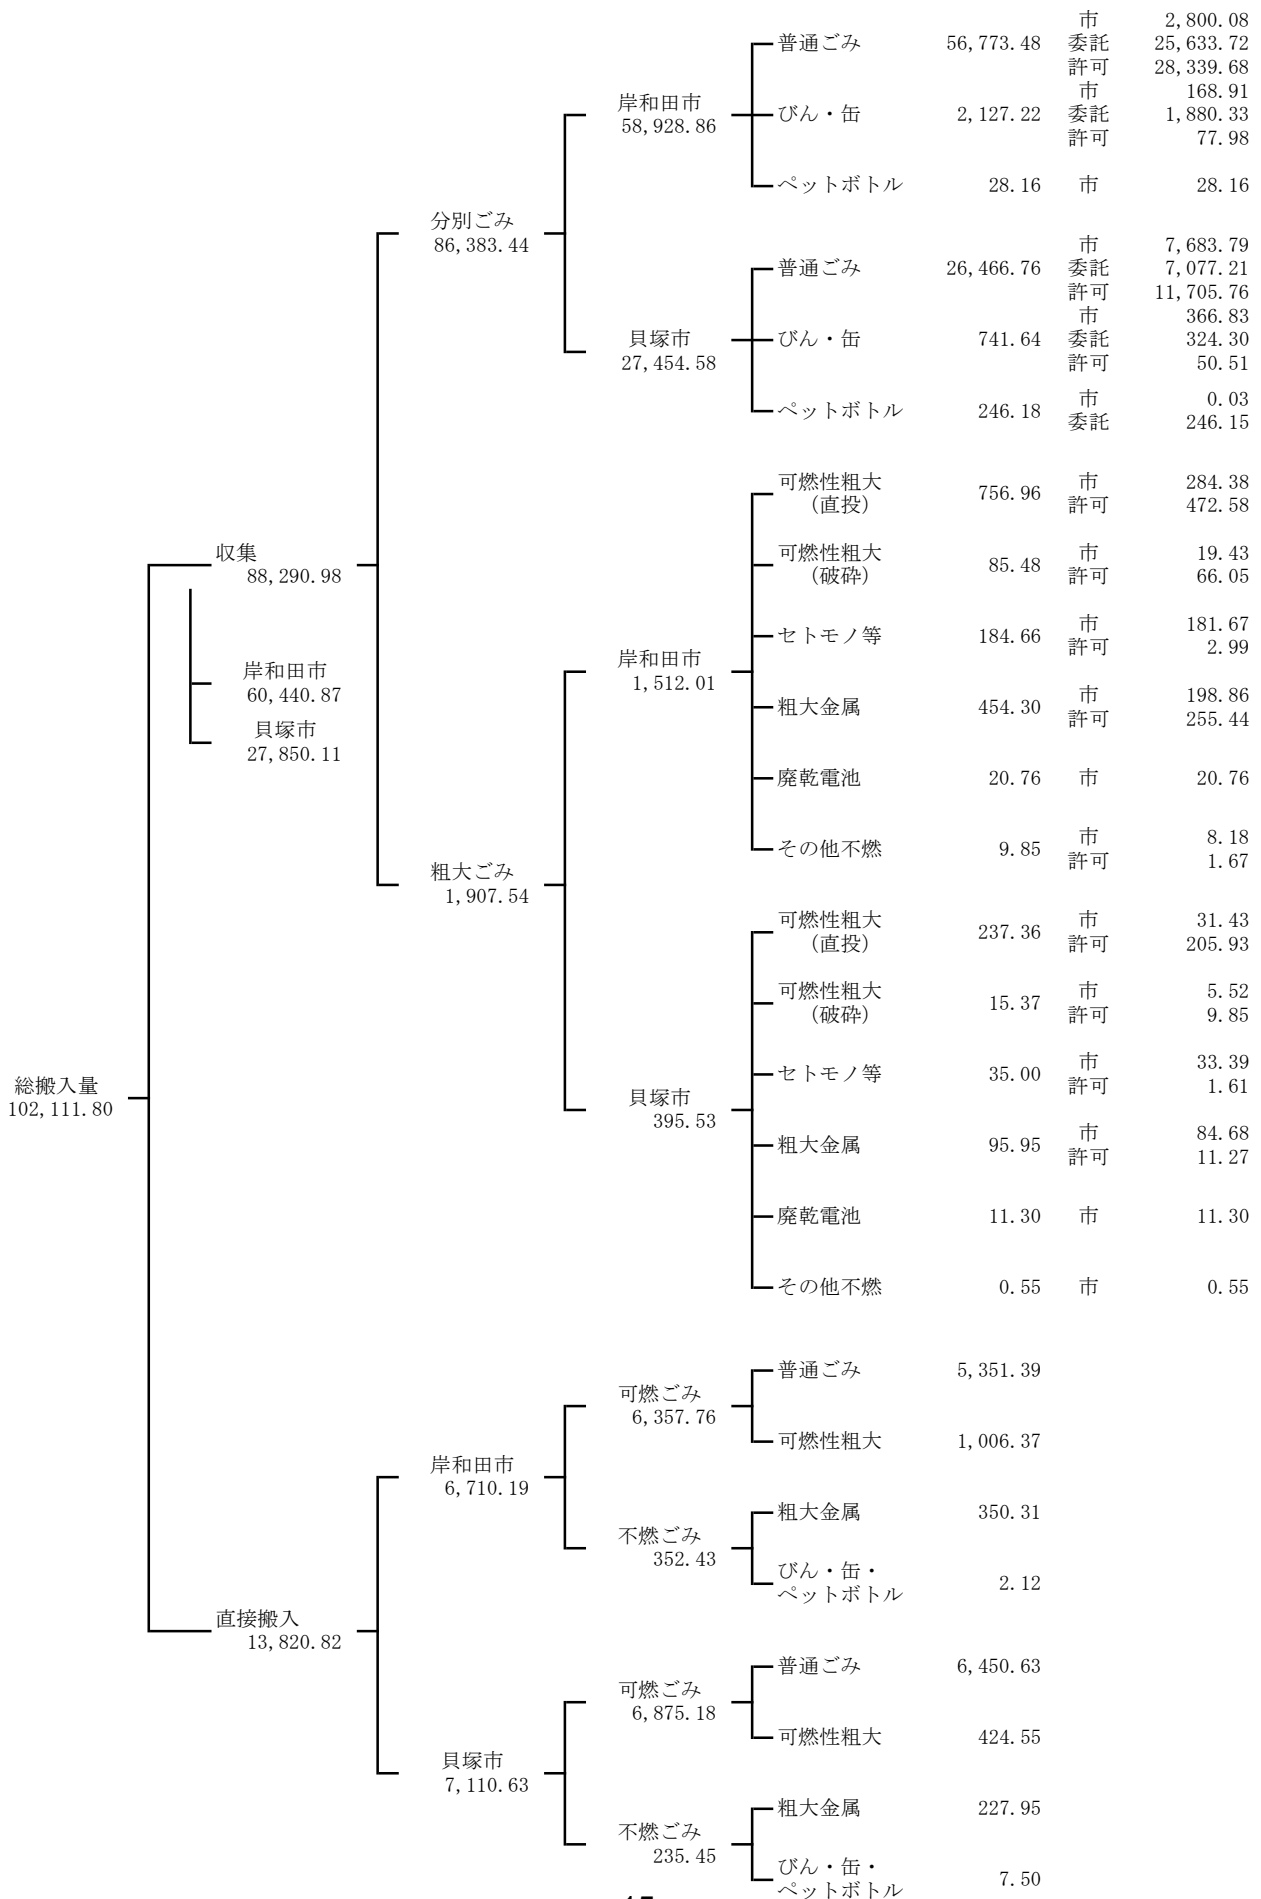 市 2,800.08
普通ごみ 56,773.48 委託 25,633.72
許可 28,339.68
市 168.91
岸和田市
58,928.86
びん・缶 2,127.22 委託 1,880.33
許可 77.98
ペットボトル 28.16 市 28.16
分別ごみ
86,383.44
市 7,683.79
普通ごみ 26,466.76 委託 7,077.21
許可 11,705.76
市 366.83
貝塚市
27,454.58
びん・缶 741.64 委託 324.30
許可 50.51
市 0.03
ペットボトル 246.18
委託 246.15
可燃性粗大 市 284.38
(直投) 756.96 許可 472.58
収集
88,290.98
可燃性粗大 市 19.43
(破砕) 85.48 許可 66.05
セトモノ等 184.66 市 181.67
許可 2.99
岸和田市
1,512.01
岸和田市
60,440.87
粗大金属 454.30 市 198.86
許可 255.44
貝塚市
27,850.11
廃乾電池 20.76 市 20.76
その他不燃 9.85 市 8.18
許可 1.67
粗大ごみ
1,907.54
可燃性粗大 市 31.43
(直投) 237.36 許可 205.93
可燃性粗大 市 5.52
(破砕) 15.37 許可 9.85
セトモノ等 35.00 市 33.39
許可 1.61
総搬入量
102,111.80
貝塚市
395.53
粗大金属 95.95 市 84.68
許可 11.27
廃乾電池 11.30 市 11.30
その他不燃 0.55 市 0.55
普通ごみ 5,351.39
可燃ごみ
6,357.76
可燃性粗大 1,006.37
岸和田市
6,710.19
粗大金属 350.31
不燃ごみ
352.43
びん・缶・
ペットボトル 2.12
直接搬入
13,820.82
普通ごみ 6,450.63
可燃ごみ
6,875.18
可燃性粗大 424.55
貝塚市
7,110.63
粗大金属 227.95
不燃ごみ
235.45
びん・缶・
ペットボトル 7.50